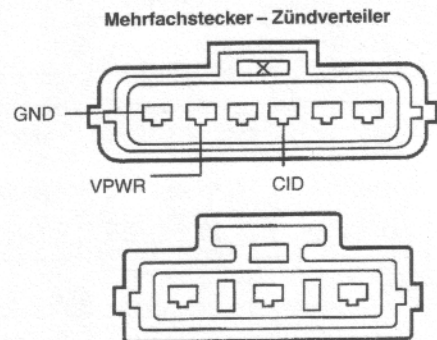 Mehrfachstecker – Zündverteiler
GND
VPWR
CID